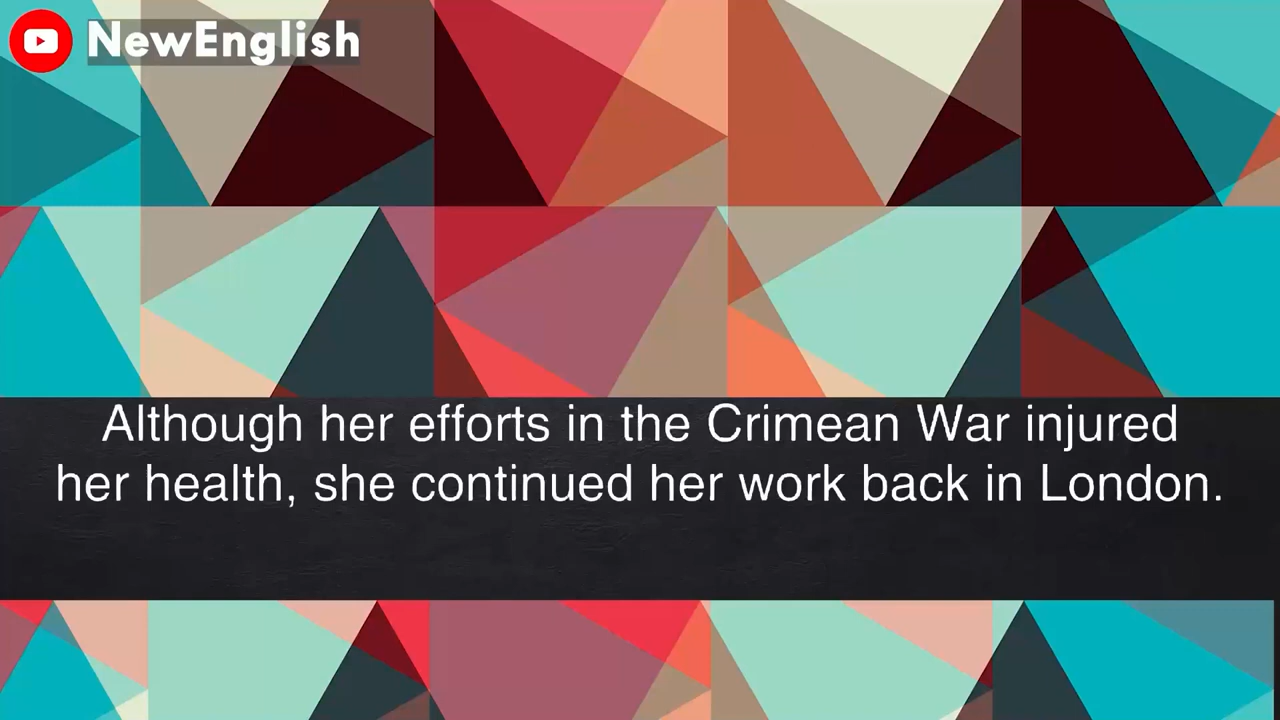 NewEnglish
Although her efforts in the Crimean War injured
her health, she continued her work back in London.